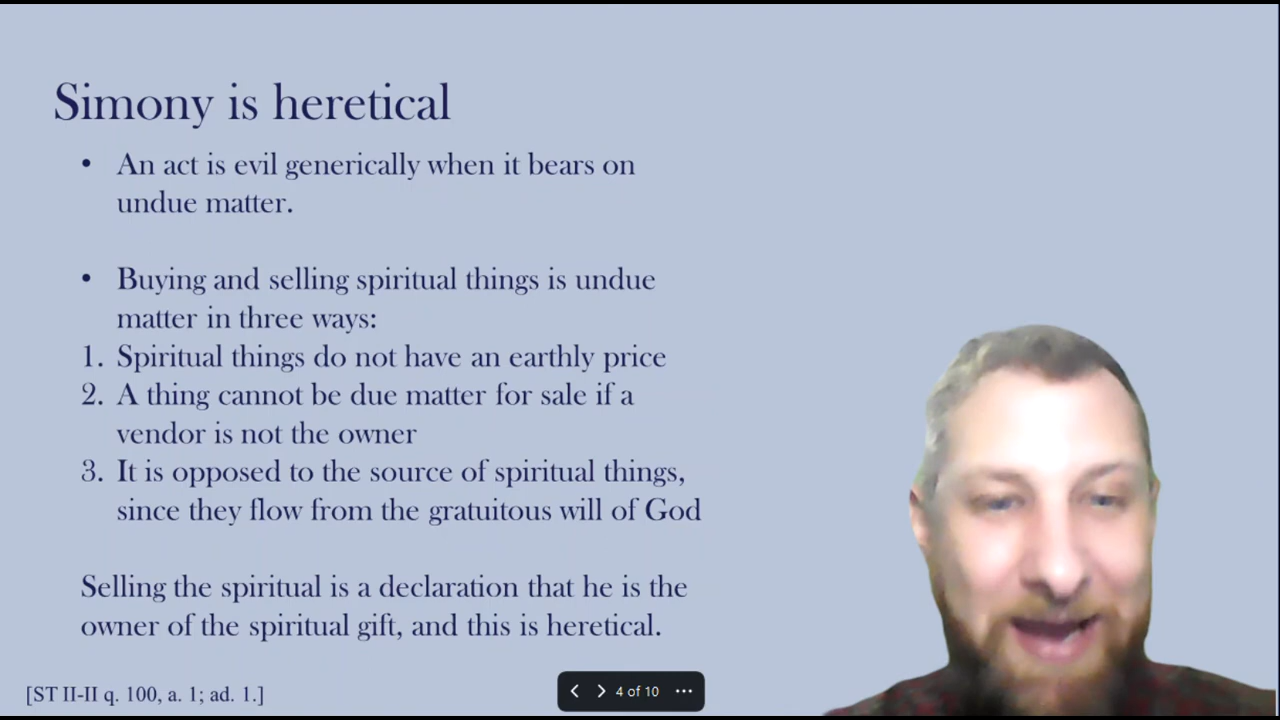 Simony is heretical
• An act is evil generically when it bears on
undue matter.
• Buying and selling spiritual things is undue
matter in three ways:
1. Spiritual things do not have an earthly price
2. A thing cannot be due matter for sale if a
vendor is not the owner
3. It is opposed to the source of spiritual things,
since they flow from the gratuitous will of God
Selling the spiritual is a declaration that he is the
owner of the spiritual gift, and this is heretical.
[ST II-II q. 100, a. 1; ad. 1.]
4 of 10